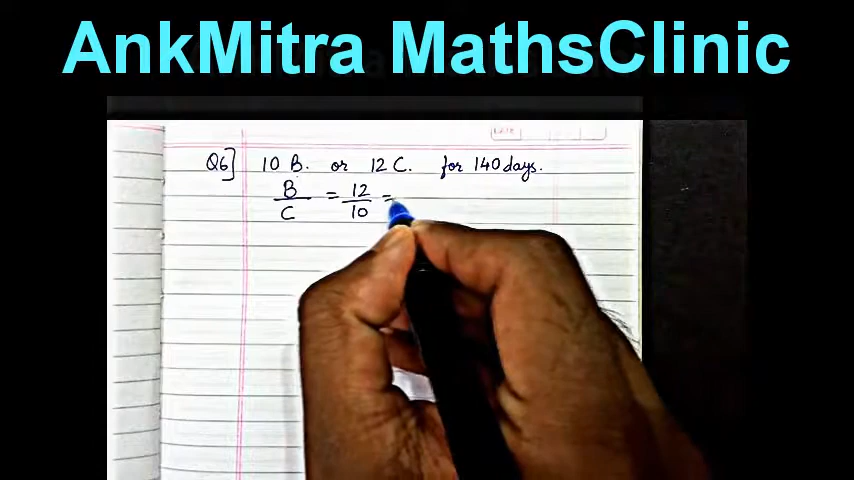 AnkMitra MathsClinic
Q6] 10 B. or 12 C. for 140 days.
B/C = 12/10 =